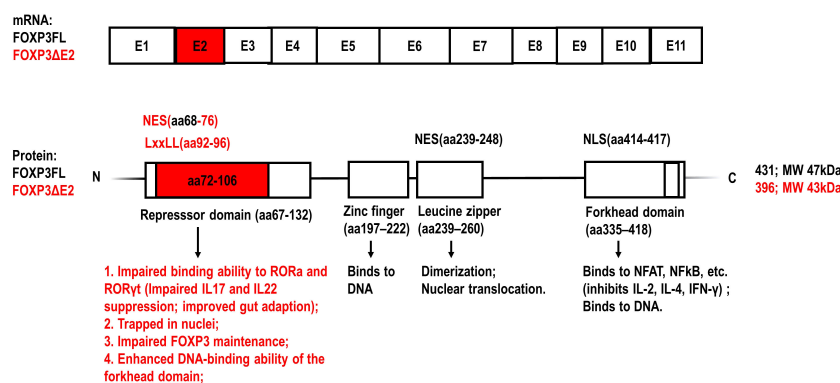 mRNA:
FOXP3FL
FOXP3ΔE2
E1 E2 E3 E4 E5 E6 E7 E8 E9 E10 E11
NES(aa68-76)
LxxLL(aa92-96)
NES(aa239-248)
NLS(aa414-417)
Protein:
FOXP3FL
FOXP3ΔE2
N
aa72-106
C
431; MW 47kDa
396; MW 43kDa
Represssor domain (aa67-132)
Zinc finger
(aa197–222)
Leucine zipper
(aa239–260)
Forkhead domain
(aa335–418)
1. Impaired binding ability to RORa and
RORγt (Impaired IL17 and IL22
suppression; improved gut adaption);
2. Trapped in nuclei;
3. Impaired FOXP3 maintenance;
4. Enhanced DNA-binding ability of the
forkhead domain;
Binds to
DNA
Dimerization;
Nuclear translocation.
Binds to NFAT, NFkB, etc.
(inhibits IL-2, IL-4, IFN-γ) ;
Binds to DNA.